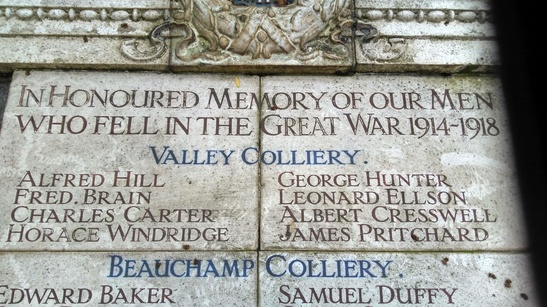 IN HONOURED MEMORY OF OUR MEN
WHO FELL IN THE GREAT WAR 1914-1918
VALLEY COLLIERY.
ALFRED HILL
FRED. BRAIN
CHARLES CARTER
HORACE WINDRIDGE
GEORGE HUNTER
LEONARD ELLSON
ALBERT CRESSWELL
JAMES PRITCHARD
BEAUCHAMP COLLIERY.
EDWARD BAKER
SAMUEL DUFFY